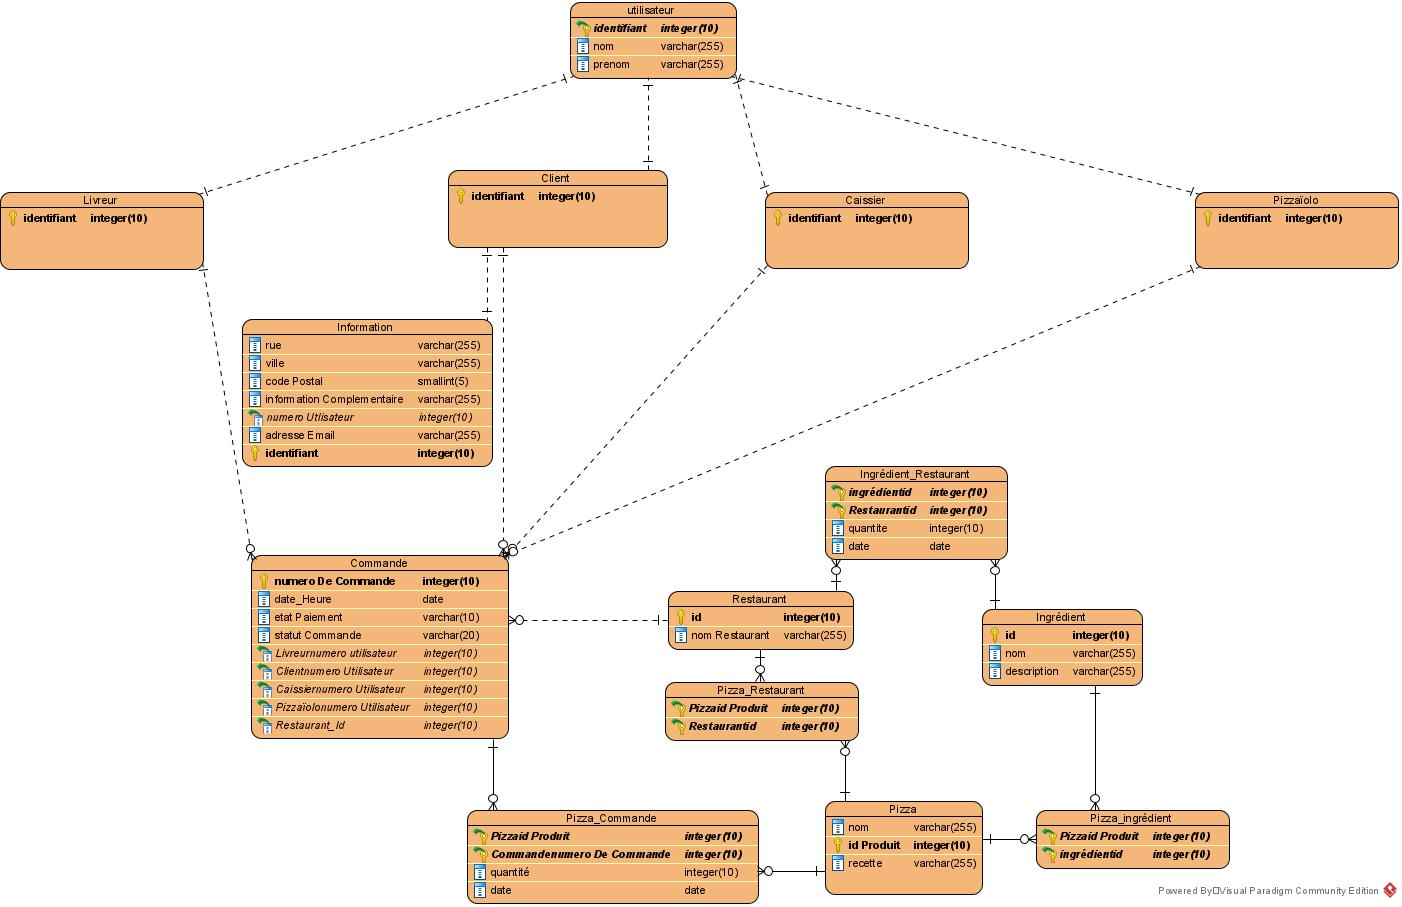 utilisateur
identifiant integer(10)
nom varchar(255)
prenom varchar(255)
Livreur
identifiant integer(10)
Client
identifiant integer(10)
Caissier
identifiant integer(10)
Pizzaïolo
identifiant integer(10)
Information
rue varchar(255)
ville varchar(255)
code Postal smallint(5)
information Complementaire varchar(255)
numero Utlisateur integer(10)
adresse Email varchar(255)
identifiant integer(10)
Ingrédient_Restaurant
ingrédientid integer(10)
Restaurantid integer(10)
quantite integer(10)
date date
Commande
numero De Commande integer(10)
date_Heure date
etat Paiement varchar(10)
statut Commande varchar(20)
Livreurnumero utilisateur integer(10)
Clientnumero Utilisateur integer(10)
Caissiernumero Utilisateur integer(10)
Pizzaïolonumero Utilisateur integer(10)
Restaurant_Id integer(10)
Restaurant
id integer(10)
nom Restaurant varchar(255)
Ingrédient
id integer(10)
nom varchar(255)
description varchar(255)
Pizza_Restaurant
Pizzaid Produit integer(10)
Restaurantid integer(10)
Pizza_Commande
Pizzaid Produit integer(10)
Commandenumero De Commande integer(10)
quantité integer(10)
date date
Pizza
nom varchar(255)
id Produit integer(10)
recette varchar(255)
Pizza_ingrédient
Pizzaid Produit integer(10)
ingrédientid integer(10)
Powered By□Visual Paradigm Community Edition